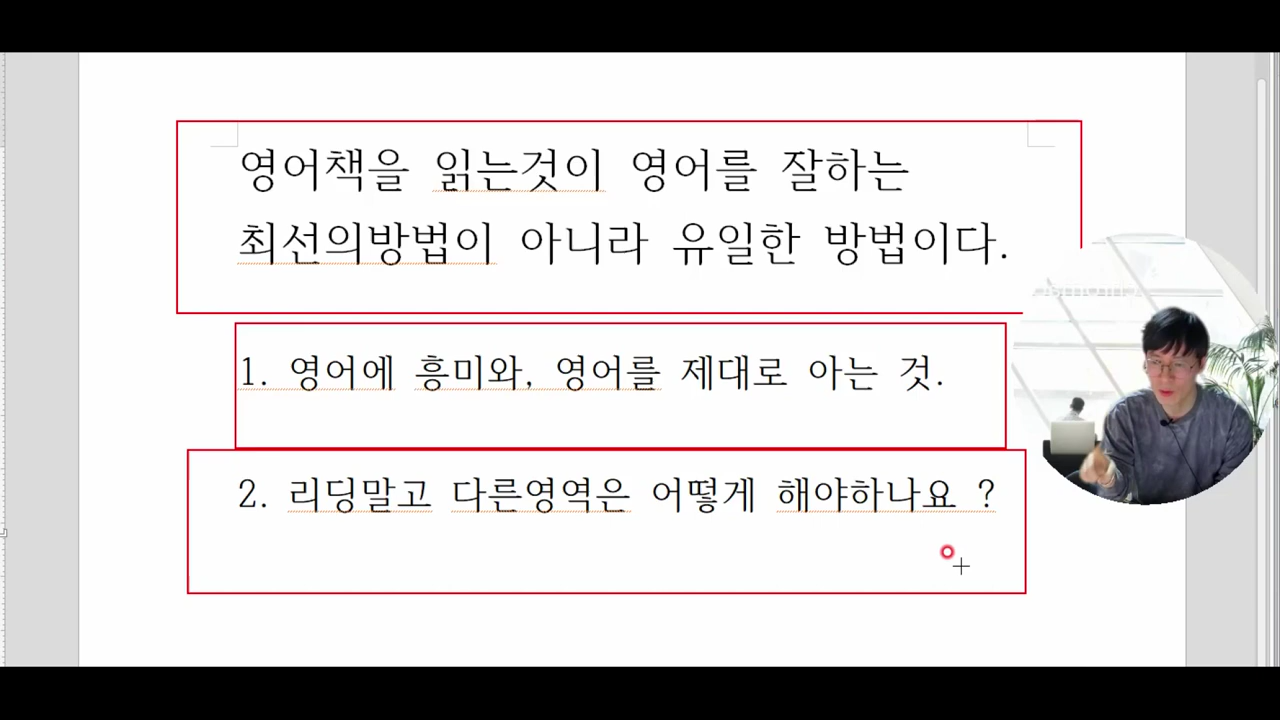 영어책을 읽는것이 영어를 잘하는
최선의방법이 아니라 유일한 방법이다.
1. 영어에 흥미와, 영어를 제대로 아는 것.
2. 리딩말고 다른영역은 어떻게 해야하나요 ?